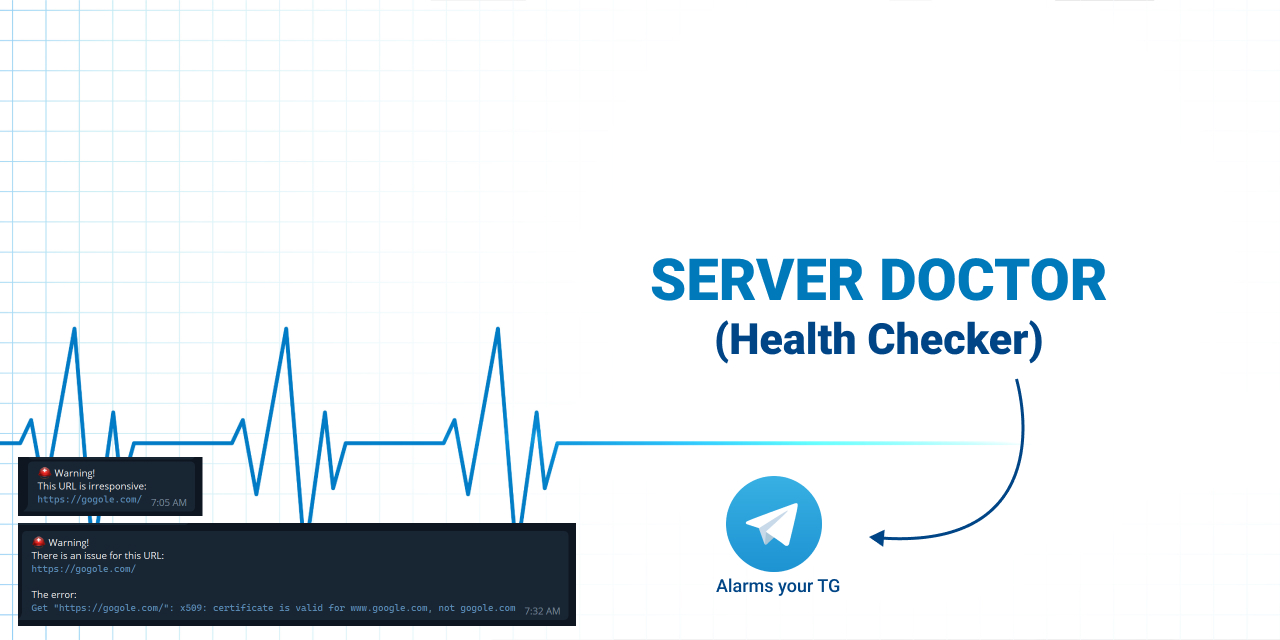 SERVER DOCTOR
(Health Checker)
Alarms your TG
Warning!
This URL is irresponsive:
https://gogole.com/
7:05 AM
Warning!
There is an issue for this URL:
https://gogole.com/
The error:
Get "https://gogole.com/": x509: certificate is valid for www.google.com, not gogole.com
7:32 AM